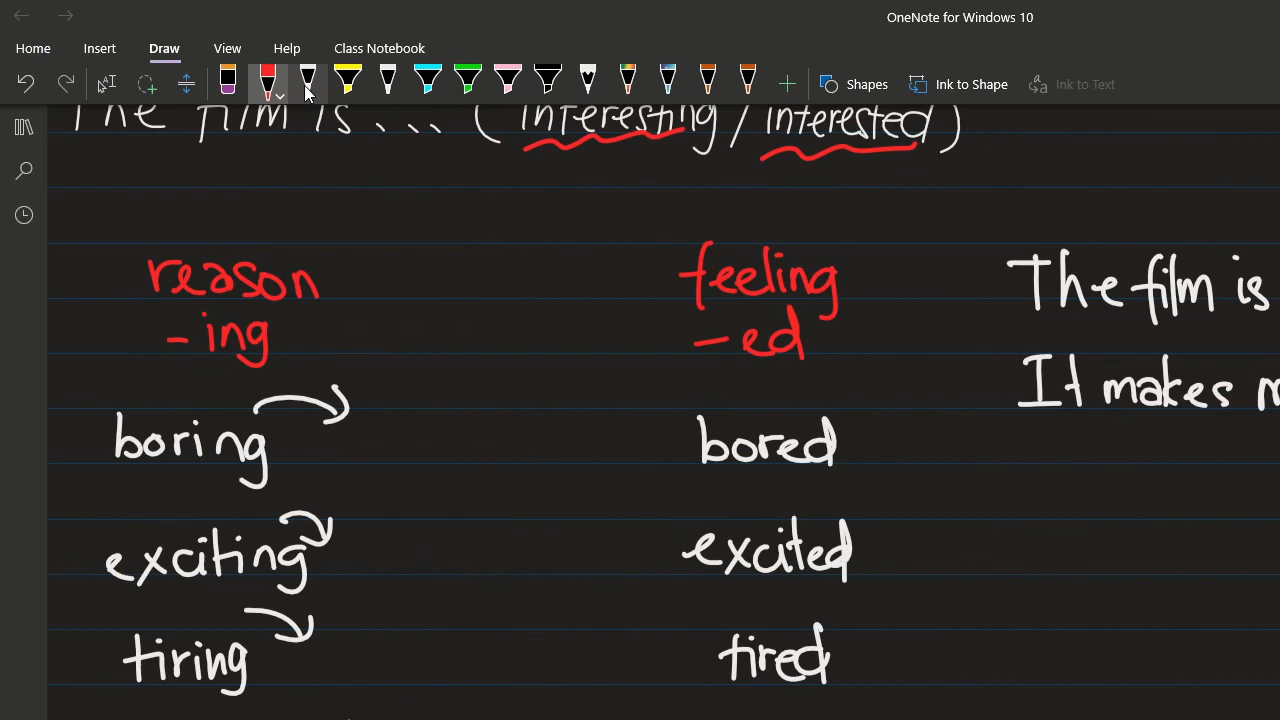 OneNote for Windows 10
Home Insert Draw View Help Class Notebook
Shapes Ink to Shape Ink to Text
The film is ... (interesting / interested)
reason feeling The film is
-ing -ed It makes
boring bored
exciting excited
tiring tired